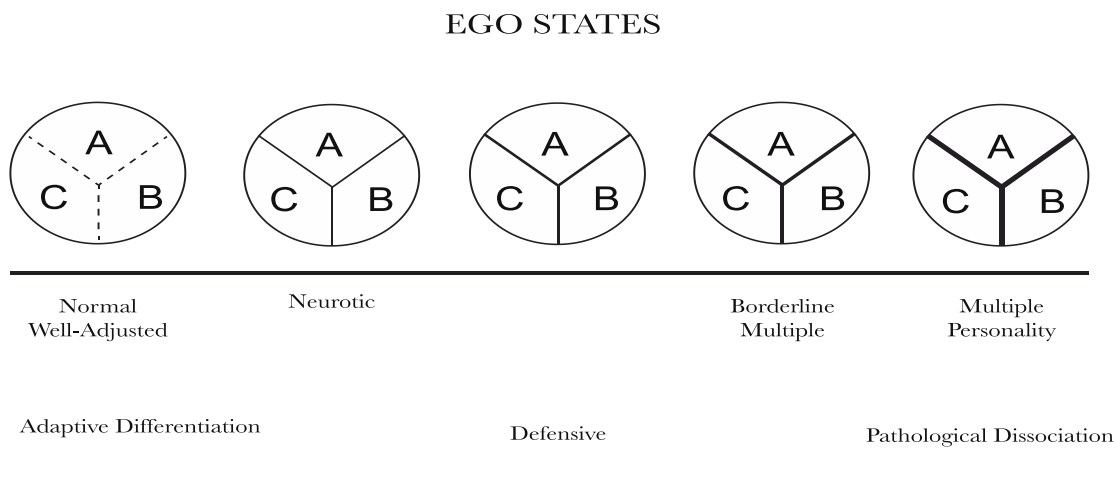 EGO STATES
A
C
B
A
C
B
A
C
B
A
C
B
A
C
B
Normal
Well-Adjusted
Neurotic
Borderline
Multiple
Multiple
Personality
Adaptive Differentiation
Defensive
Pathological Dissociation